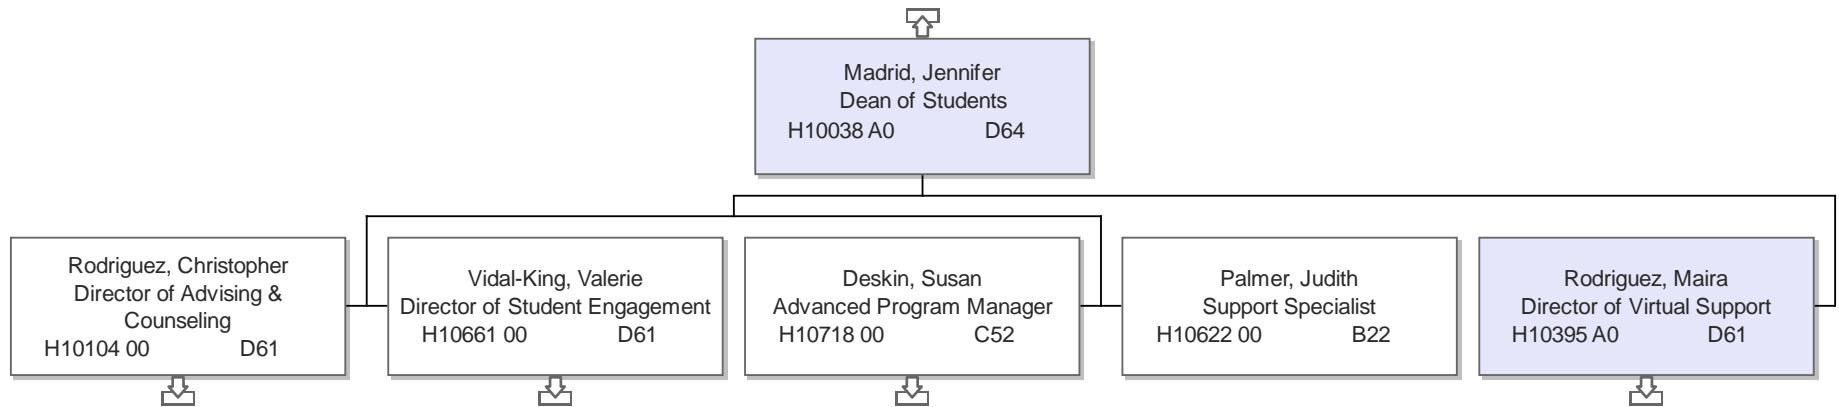 Madrid, Jennifer
Dean of Students
H10038 A0 D64
Rodriguez, Christopher
Director of Advising &
Counseling
H10104 00 D61
Vidal-King, Valerie
Director of Student Engagement
H10661 00 D61
Deskin, Susan
Advanced Program Manager
H10718 00 C52
Palmer, Judith
Support Specialist
H10622 00 B22
Rodriguez, Maira
Director of Virtual Support
H10395 A0 D61